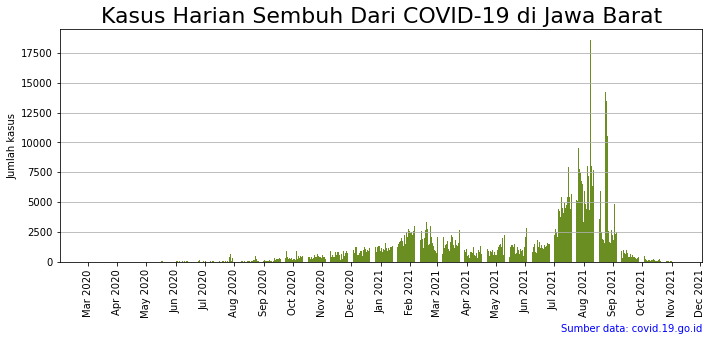 Kasus Harian Sembuh Dari COVID-19 di Jawa Barat
Jumlah kasus
17500
15000
12500
10000
7500
5000
2500
0
Mar 2020
Apr 2020
May 2020
Jun 2020
Jul 2020
Aug 2020
Sep 2020
Oct 2020
Nov 2020
Dec 2020
Jan 2021
Feb 2021
Mar 2021
Apr 2021
May 2021
Jun 2021
Jul 2021
Aug 2021
Sep 2021
Oct 2021
Nov 2021
Dec 2021
Sumber data: covid.19.go.id